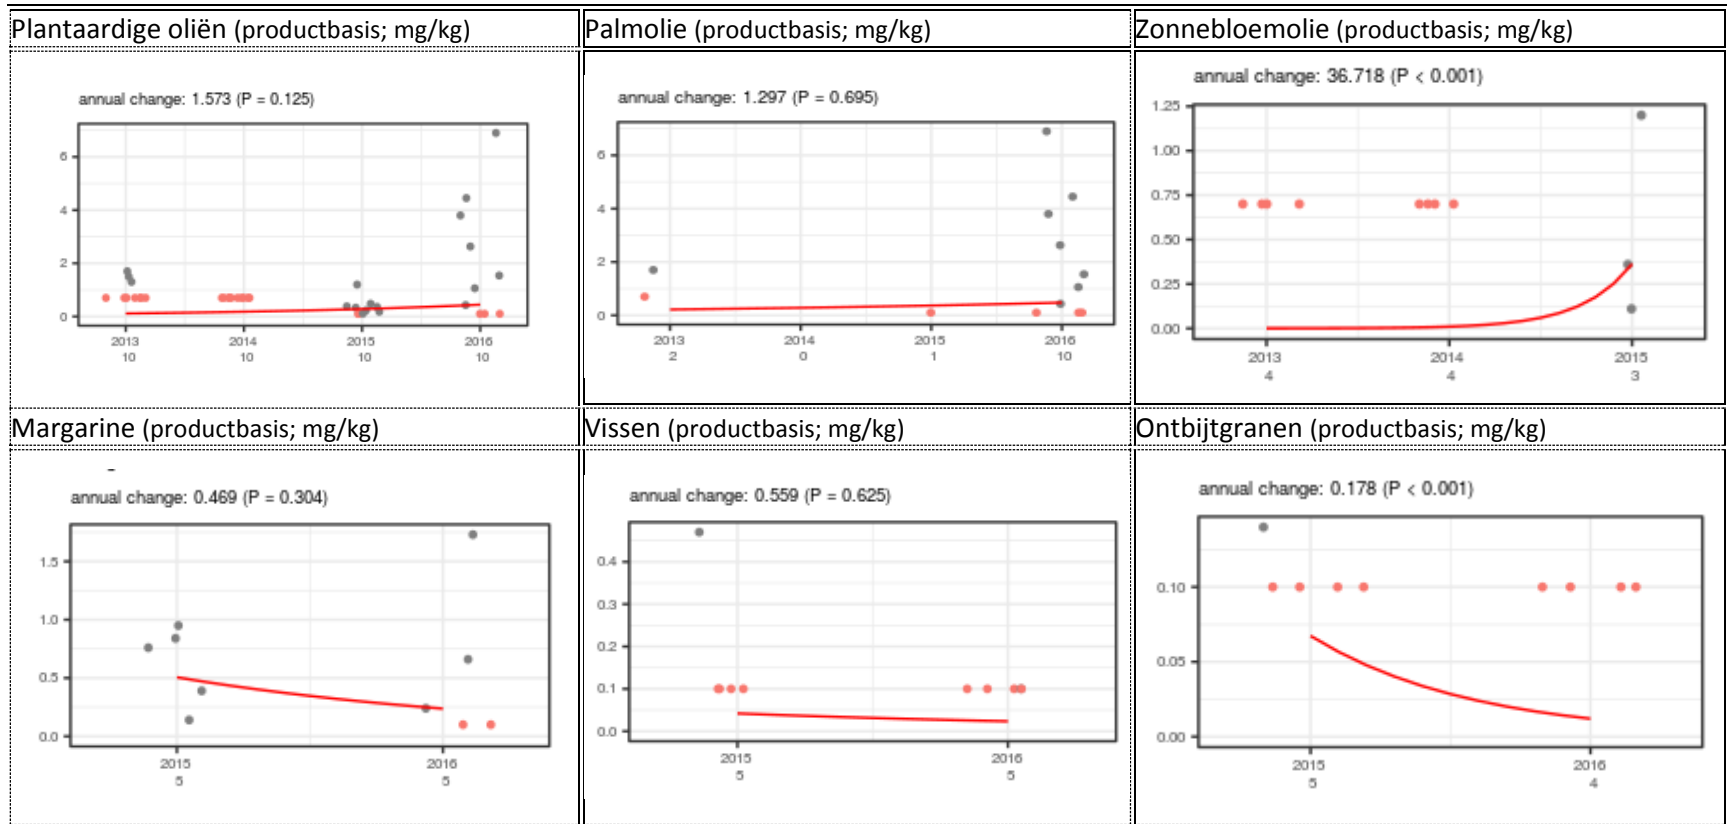 Plantaardige oliën (productbasis; mg/kg)
Palmolie (productbasis; mg/kg)
Zonnebloemolie (productbasis; mg/kg)
annual change: 1.573 (P = 0.125)
6
4
2
0
2013 2014 2015 2016
10 10 10 10
annual change: 1.297 (P = 0.695)
6
4
2
0
2013 2014 2015 2016
2 0 1 10
annual change: 36.718 (P < 0.001)
1.25
1.00
0.75
0.50
0.25
0.00
2013 2014 2015
4 4 3
Margarine (productbasis; mg/kg)
Vissen (productbasis; mg/kg)
Ontbijtgranen (productbasis; mg/kg)
annual change: 0.469 (P = 0.304)
1.5
1.0
0.5
0.0
2015 2016
5 5
annual change: 0.559 (P = 0.625)
0.4
0.3
0.2
0.1
0.0
2015 2016
5 5
annual change: 0.178 (P < 0.001)
0.10
0.05
0.00
2015 2016
5 4